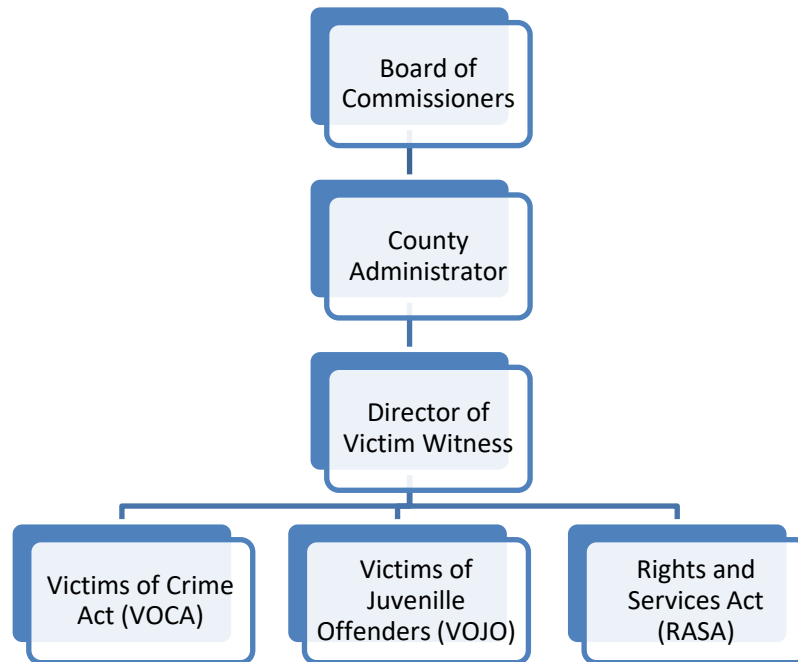 Board of
Commissioners
County
Administrator
Director of
Victim Witness
Victims of Crime
Act (VOCA)
Victims of
Juvenille
Offenders (VOJO)
Rights and
Services Act
(RASA)